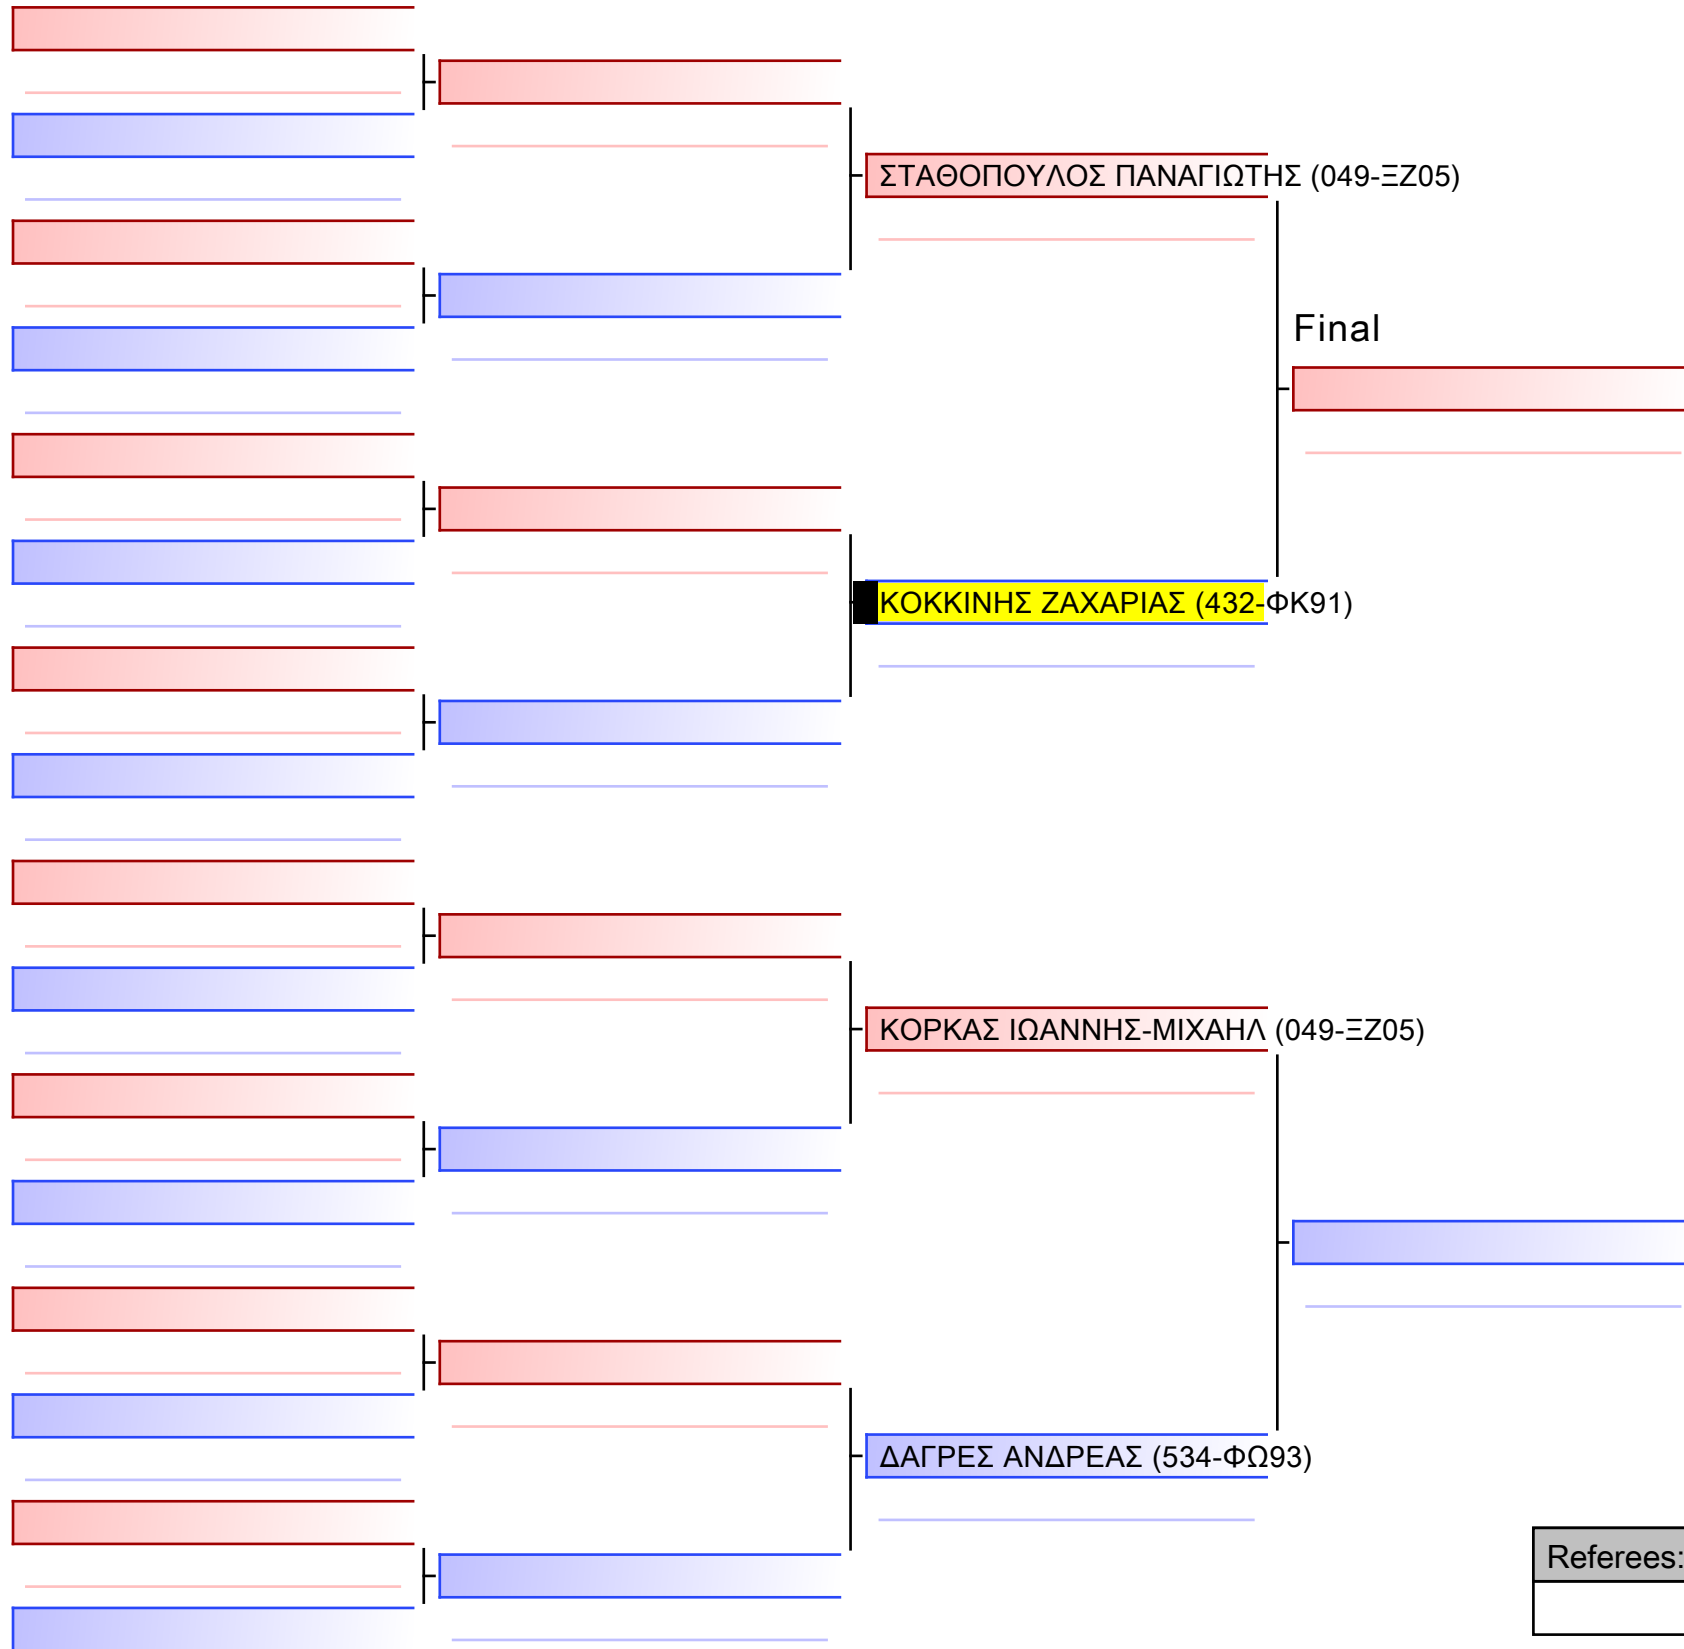 ΣΤΑΘΟΠΟΥΛΟΣ ΠΑΝΑΓΙΩΤΗΣ (049-ΞΖ05)
Final
ΚΟΚΚΙΝΗΣ ΖΑΧΑΡΙΑΣ (432-ΦΚ91)
ΚΟΡΚΑΣ ΙΩΑΝΝΗΣ-ΜΙΧΑΗΛ (049-ΞΖ05)
ΔΑΓΡΕΣ ΑΝΔΡΕΑΣ (534-ΦΩ93)
Referees: